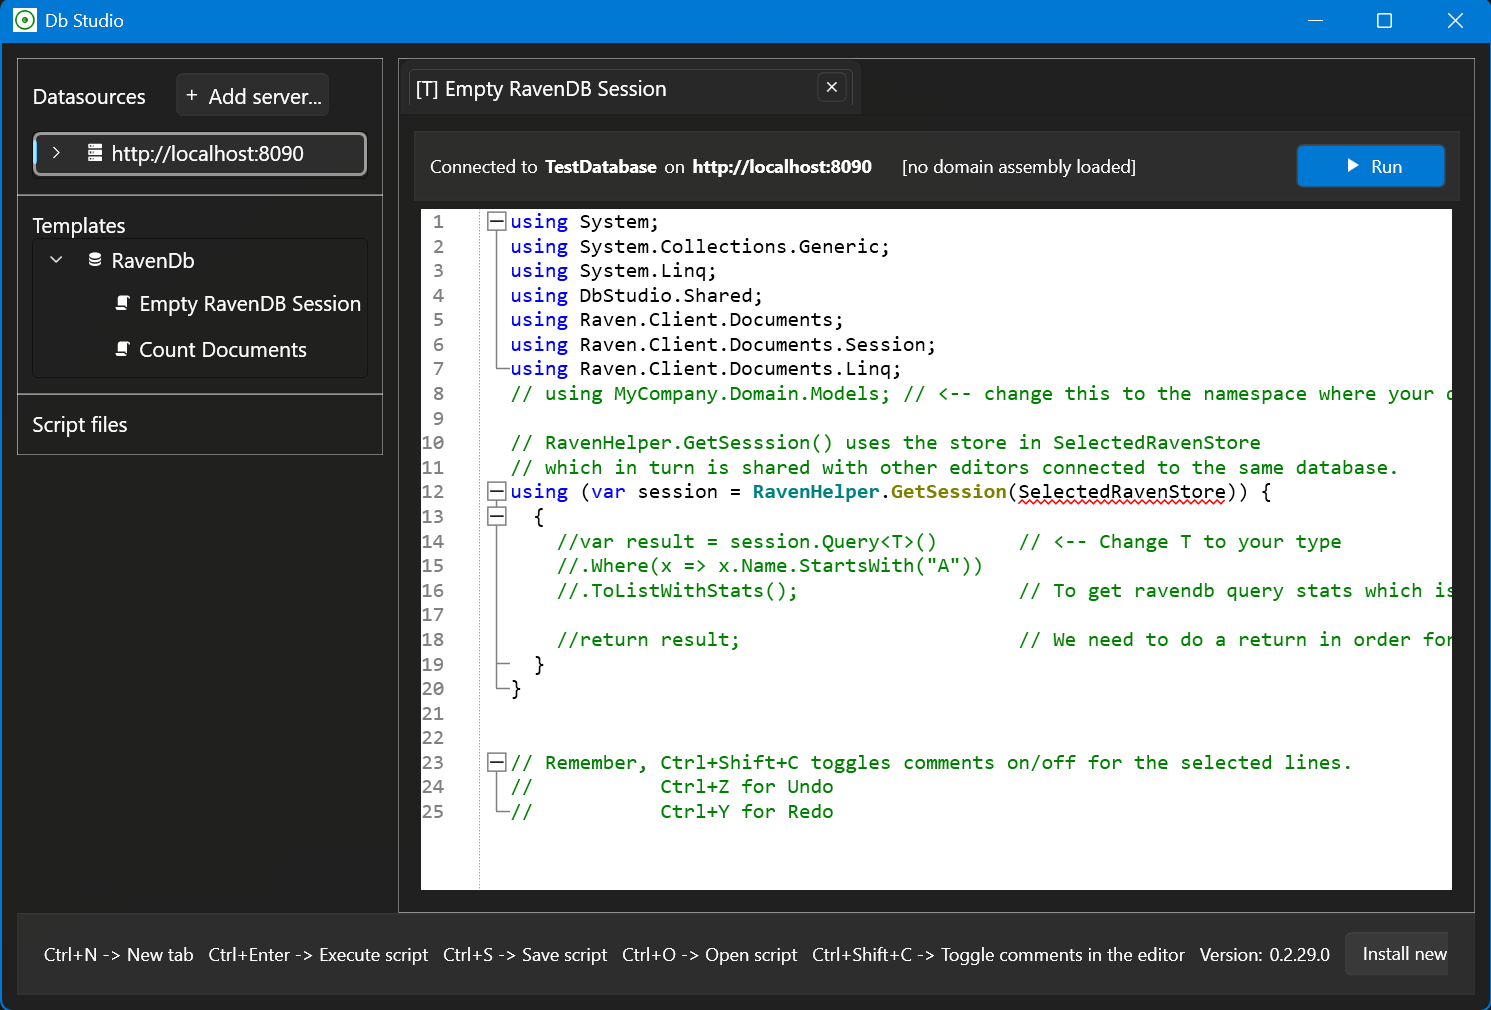 Db Studio
Datasources
+ Add server...
http://localhost:8090
Templates
RavenDb
Empty RavenDB Session
Count Documents
Script files
[T] Empty RavenDB Session
Connected to TestDatabase on http://localhost:8090 [no domain assembly loaded]
Run
1 using System;
2 using System.Collections.Generic;
3 using System.Linq;
4 using DbStudio.Shared;
5 using Raven.Client.Documents;
6 using Raven.Client.Documents.Session;
7 using Raven.Client.Documents.Linq;
8 // using MyCompany.Domain.Models; // <-- change this to the namespace where your
9
10 // RavenHelper.GetSesssion() uses the store in SelectedRavenStore
11 // which in turn is shared with other editors connected to the same database.
12 using (var session = RavenHelper.GetSession(SelectedRavenStore)) {
13 {
14 //var result = session.Query<T>() // <-- Change T to your type
15 //.Where(x => x.Name.StartsWith("A"))
16 //.ToListWithStats(); // To get ravendb query stats which is
17
18 //return result; // We need to do a return in order for
19 }
20 }
21
22
23 // Remember, Ctrl+Shift+C toggles comments on/off for the selected lines.
24 // Ctrl+Z for Undo
25 // Ctrl+Y for Redo
Ctrl+N -> New tab Ctrl+Enter -> Execute script Ctrl+S -> Save script Ctrl+O -> Open script Ctrl+Shift+C -> Toggle comments in the editor Version: 0.2.29.0 Install new